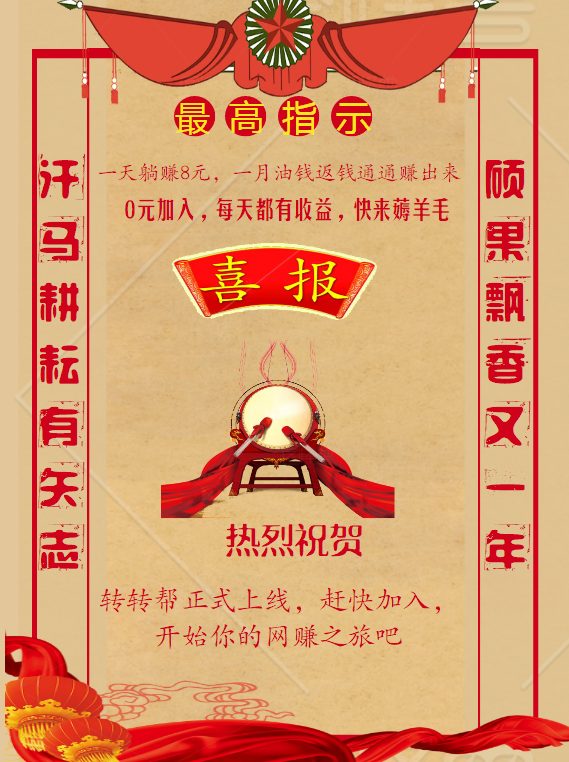 最高指示
一天躺赚8元，一月油钱返钱通通赚出来
0元加入，每天都有收益，快来薅羊毛
喜报
汗马耕耘有矢志
硕果飘香又一年
热烈祝贺
转转帮正式上线，赶快加入，
开始你的网赚之旅吧